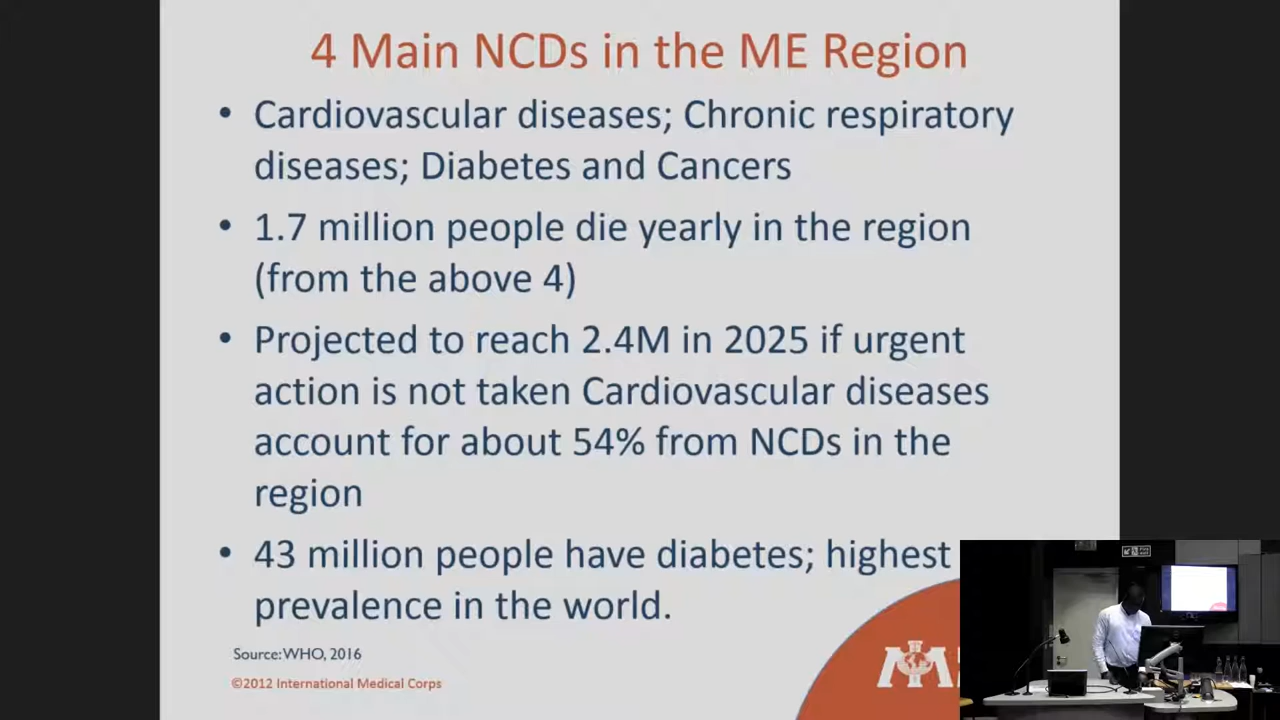 4 Main NCDs in the ME Region
• Cardiovascular diseases; Chronic respiratory
diseases; Diabetes and Cancers
• 1.7 million people die yearly in the region
(from the above 4)
• Projected to reach 2.4M in 2025 if urgent
action is not taken Cardiovascular diseases
account for about 54% from NCDs in the
region
• 43 million people have diabetes; highest
prevalence in the world.
Source: WHO, 2016
©2012 International Medical Corps